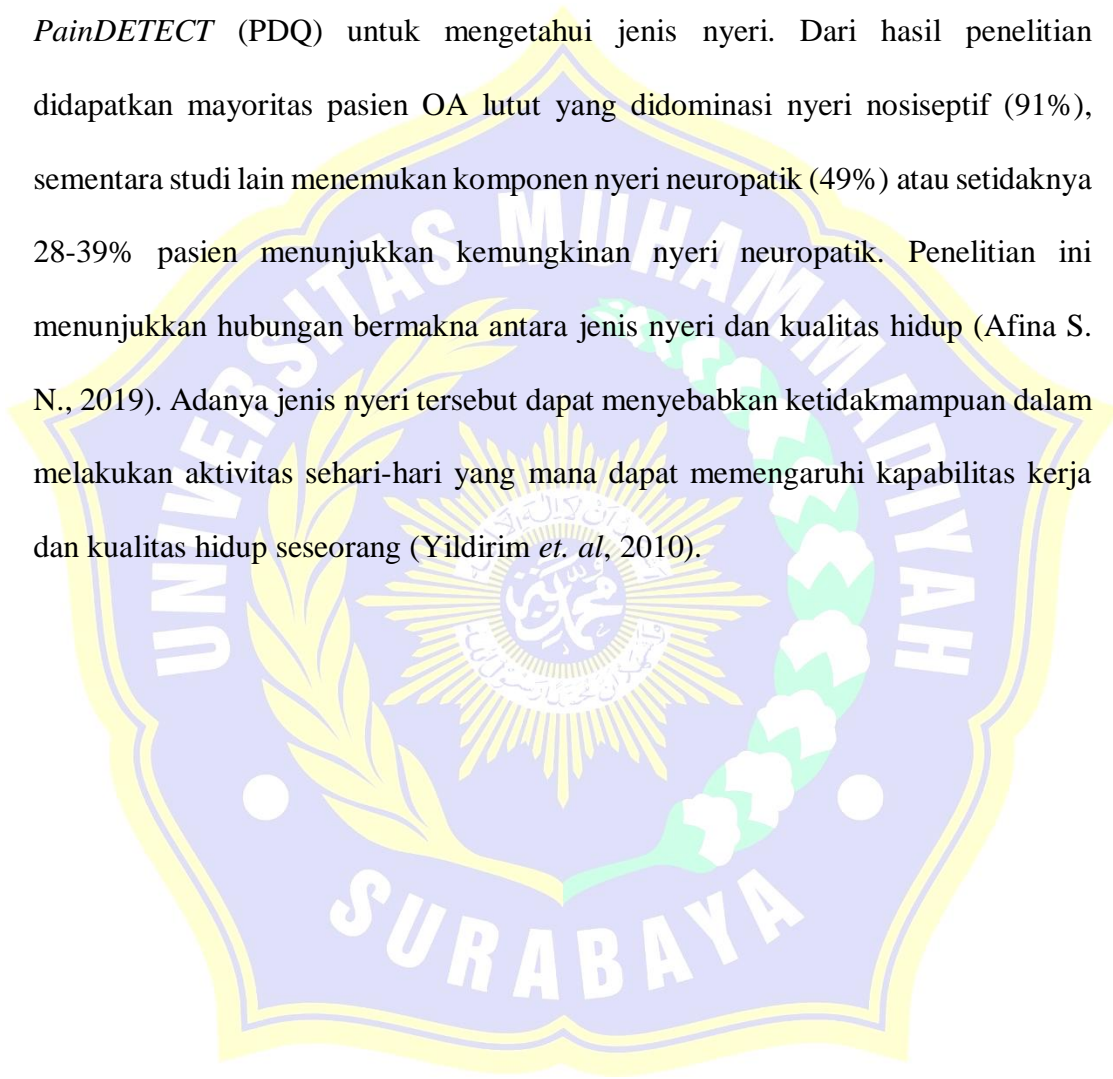 PainDETECT (PDQ) untuk mengetahui jenis nyeri. Dari hasil penelitian
didapatkan mayoritas pasien OA lutut yang didominasi nyeri nosiseptif (91%),
sementara studi lain menemukan komponen nyeri neuropatik (49%) atau setidaknya
28-39% pasien menunjukkan kemungkinan nyeri neuropatik. Penelitian ini
menunjukkan hubungan bermakna antara jenis nyeri dan kualitas hidup (Afina S.
N., 2019). Adanya jenis nyeri tersebut dapat menyebabkan ketidakmampuan dalam
melakukan aktivitas sehari-hari yang mana dapat memengaruhi kapabilitas kerja
dan kualitas hidup seseorang (Yildirim et. al, 2010).
UNIVERSITAS MUHAMMADIYAH
SURABAYA